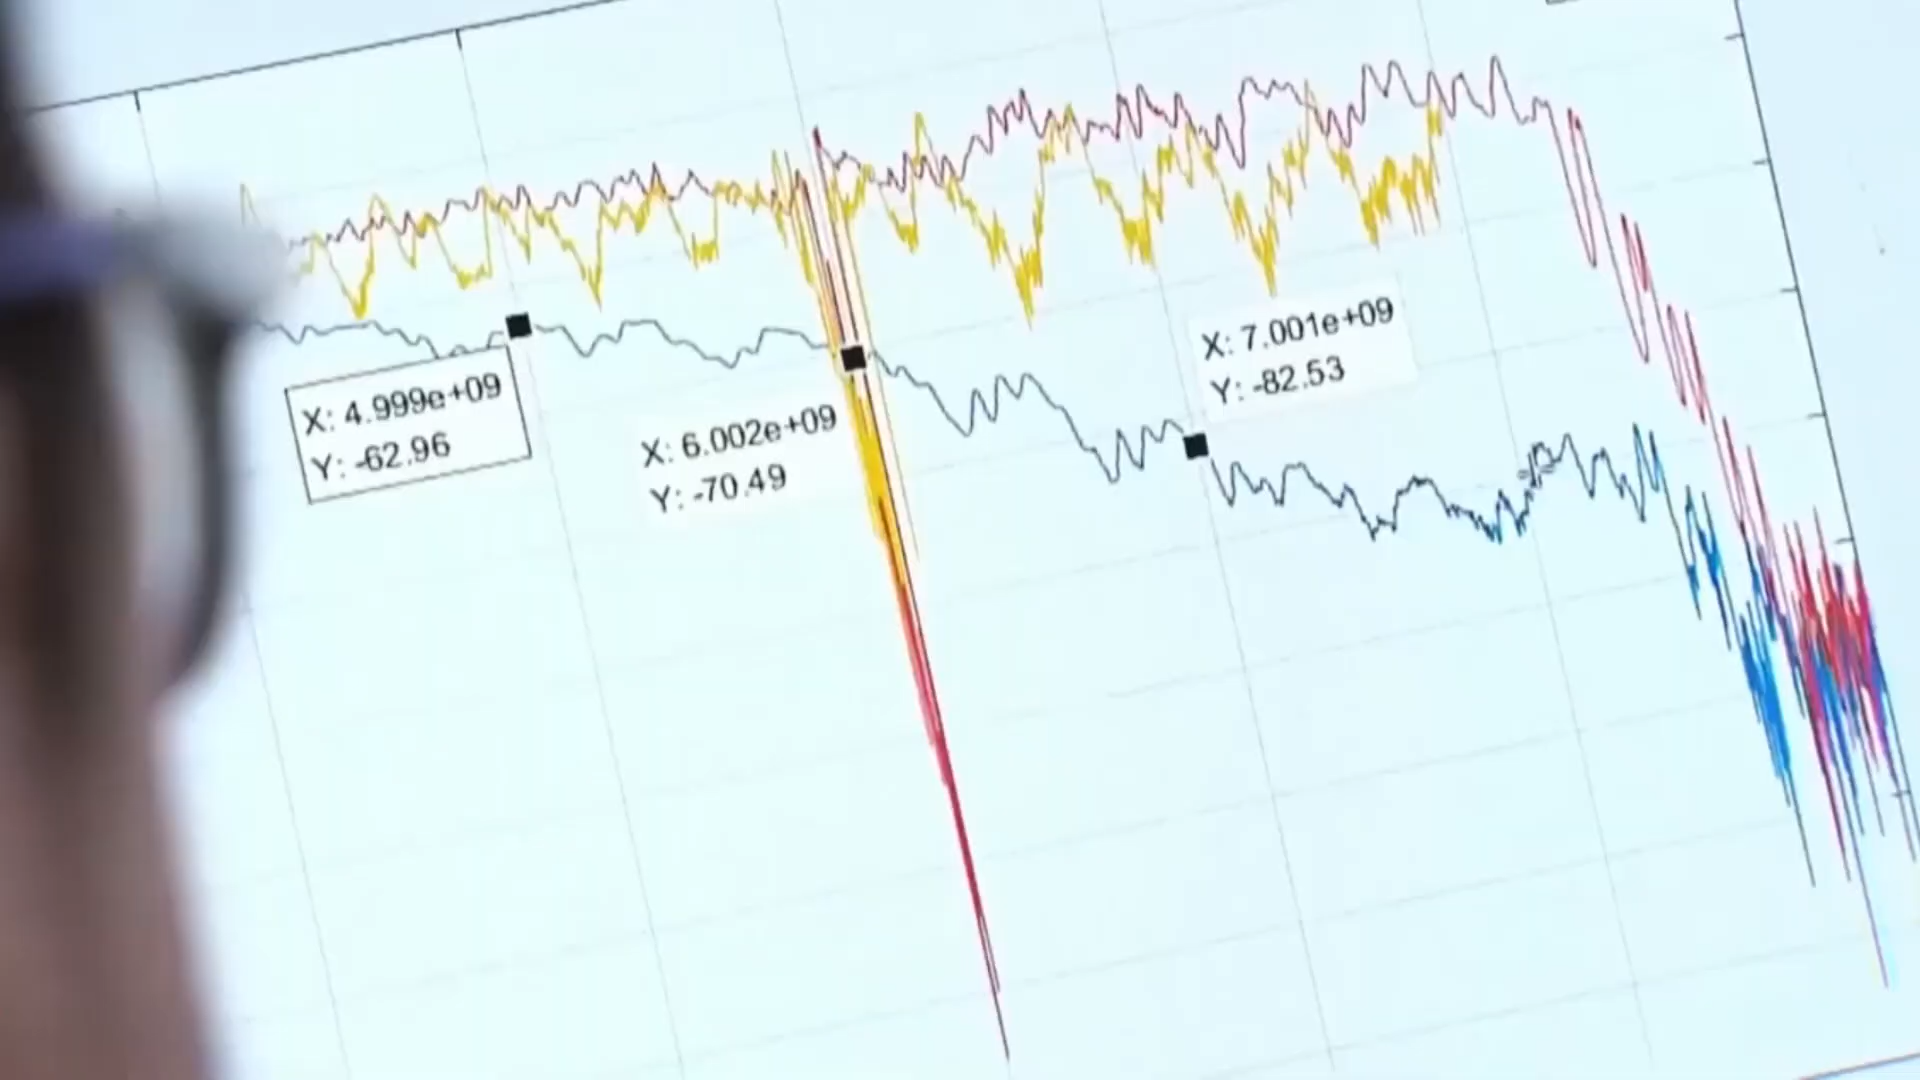 X: 4.999e+09
Y: -62.96
X: 6.002e+09
Y: -70.49
X: 7.001e+09
Y: -82.53